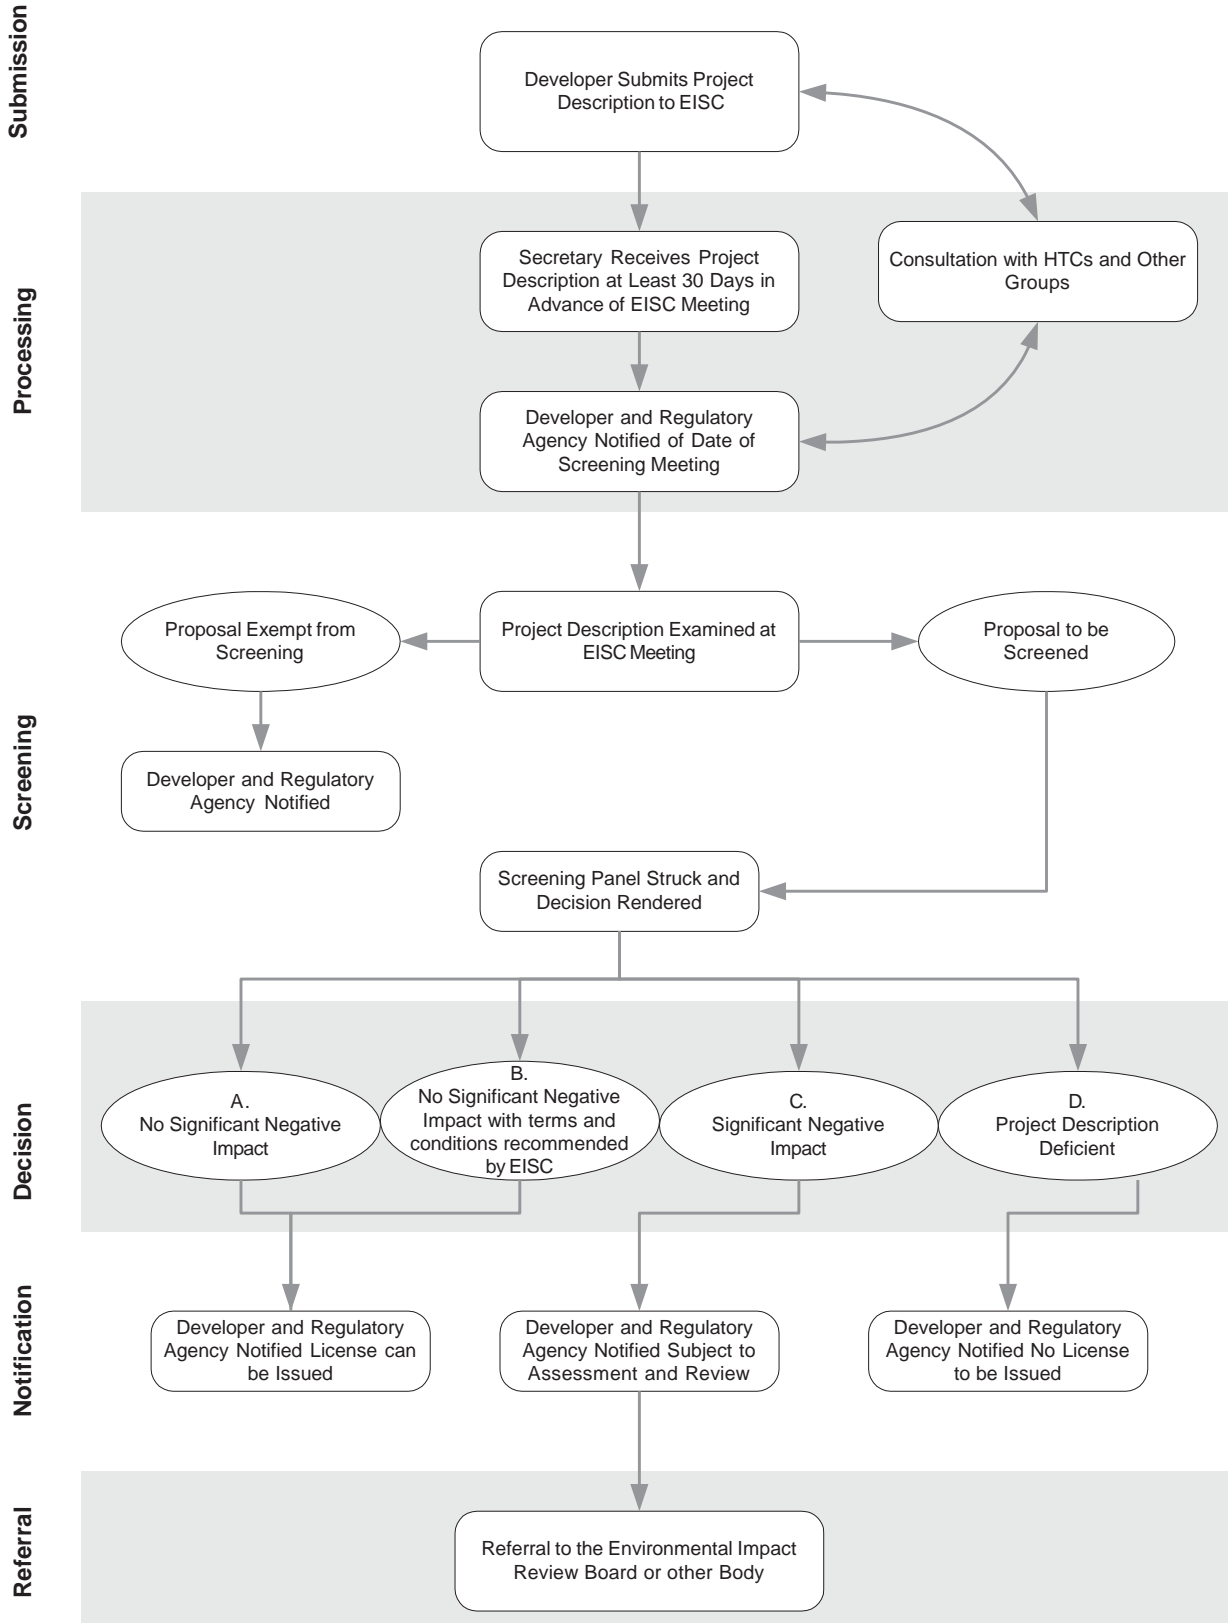 Submission
Developer Submits Project
Description to EISC
Processing
Secretary Receives Project
Description at Least 30 Days in
Advance of EISC Meeting
Consultation with HTCs and Other
Groups
Developer and Regulatory
Agency Notified of Date of
Screening Meeting
Screening
Proposal Exempt from
Screening
Project Description Examined at
EISC Meeting
Proposal to be
Screened
Developer and Regulatory
Agency Notified
Screening Panel Struck and
Decision Rendered
Decision
A.
No Significant Negative
Impact
B.
No Significant Negative
Impact with terms and
conditions recommended
by EISC
C.
Significant Negative
Impact
D.
Project Description
Deficient
Notification
Developer and Regulatory
Agency Notified License can
be Issued
Developer and Regulatory
Agency Notified Subject to
Assessment and Review
Developer and Regulatory
Agency Notified No License
to be Issued
Referral
Referral to the Environmental Impact
Review Board or other Body